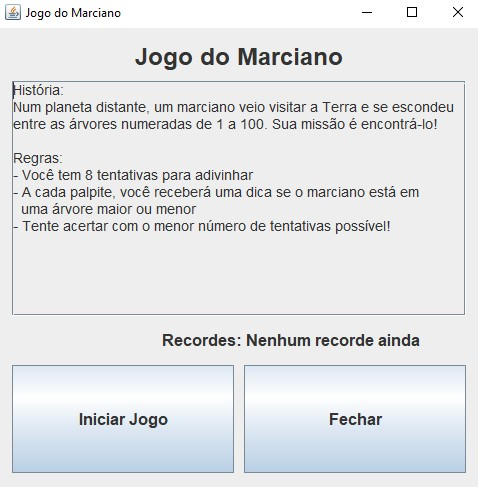 Jogo do Marciano
Jogo do Marciano
História:
Num planeta distante, um marciano veio visitar a Terra e se escondeu
entre as árvores numeradas de 1 a 100. Sua missão é encontrá-lo!
Regras:
- Você tem 8 tentativas para adivinhar
- A cada palpite, você receberá uma dica se o marciano está em
uma árvore maior ou menor
- Tente acertar com o menor número de tentativas possível!
Recordes: Nenhum recorde ainda
Iniciar Jogo
Fechar